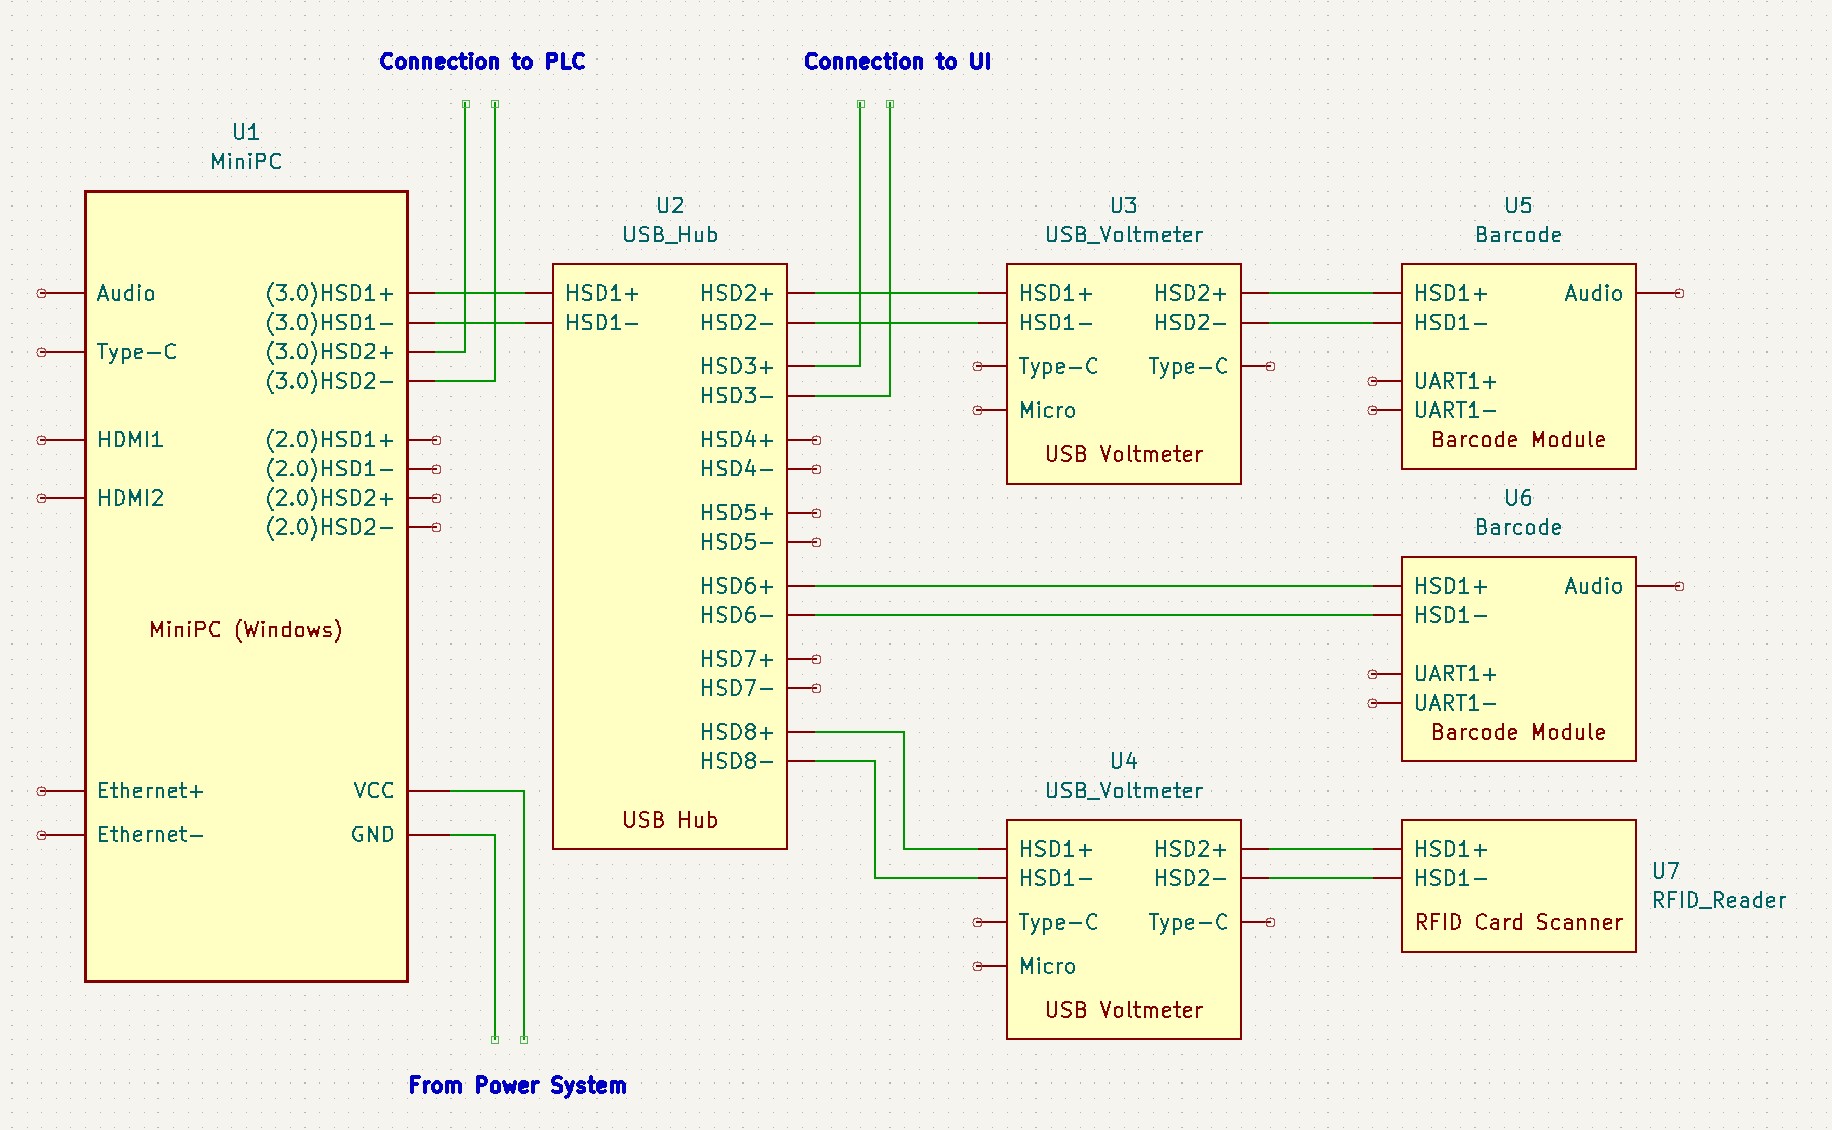 Connection to PLC
Connection to UI
U1
MiniPC
Audio
Type-C
HDMI1
HDMI2
(3.0)HSD1+
(3.0)HSD1-
(3.0)HSD2+
(3.0)HSD2-
(2.0)HSD1+
(2.0)HSD1-
(2.0)HSD2+
(2.0)HSD2-
MiniPC (Windows)
Ethernet+
Ethernet-
VCC
GND
From Power System
U2
USB_Hub
HSD1+
HSD1-
HSD2+
HSD2-
HSD3+
HSD3-
HSD4+
HSD4-
HSD5+
HSD5-
HSD6+
HSD6-
HSD7+
HSD7-
HSD8+
HSD8-
USB Hub
U3
USB_Voltmeter
HSD1+
HSD1-
Type-C
Micro
HSD2+
HSD2-
Type-C
USB Voltmeter
U5
Barcode
HSD1+
HSD1-
Audio
UART1+
UART1-
Barcode Module
U6
Barcode
HSD1+
HSD1-
Audio
UART1+
UART1-
Barcode Module
U4
USB_Voltmeter
HSD1+
HSD1-
Type-C
Micro
HSD2+
HSD2-
Type-C
USB Voltmeter
HSD1+
HSD1-
RFID Card Scanner
U7
RFID_Reader